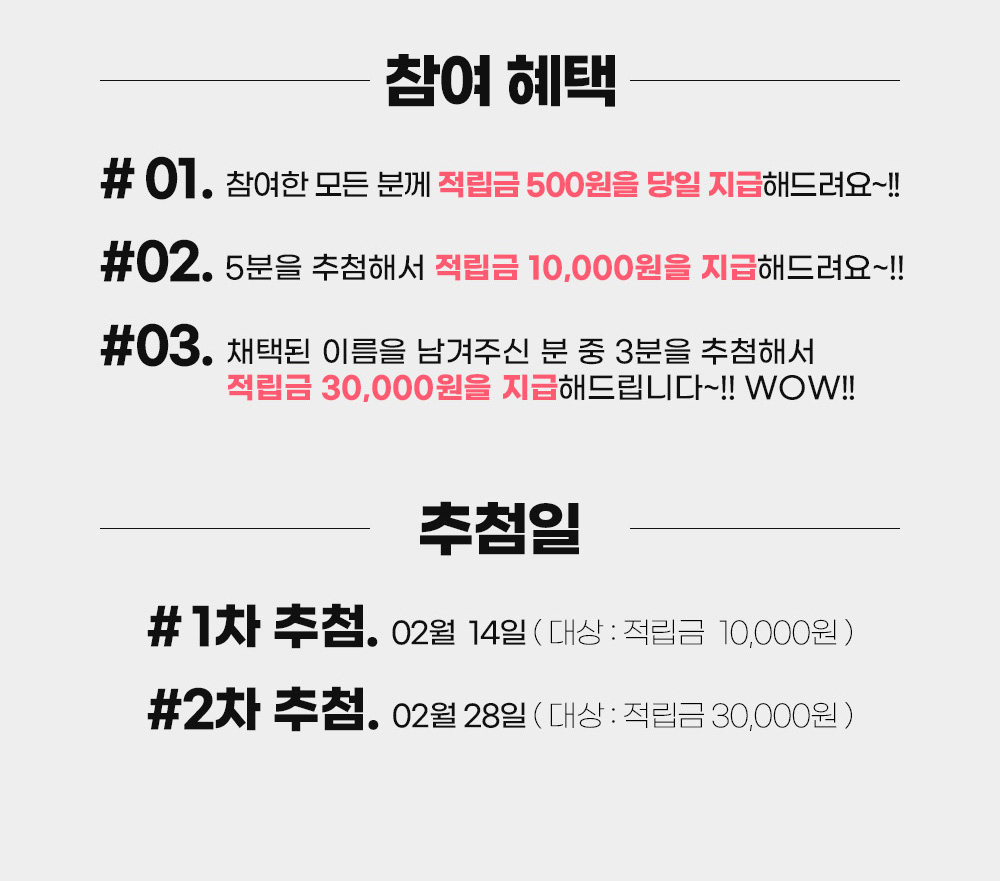 참여 혜택
# 01. 참여한 모든 분께 적립금 500원을 당일 지급해드려요~!!
#02. 5분을 추첨해서 적립금 10,000원을 지급해드려요~!!
#03. 채택된 이름을 남겨주신 분 중 3분을 추첨해서
적립금 30,000원을 지급해드립니다~!! WOW!!
추첨일
# 1차 추첨. 02월 14일 ( 대상 : 적립금 10,000원 )
#2차 추첨. 02월 28일 ( 대상 : 적립금 30,000원 )